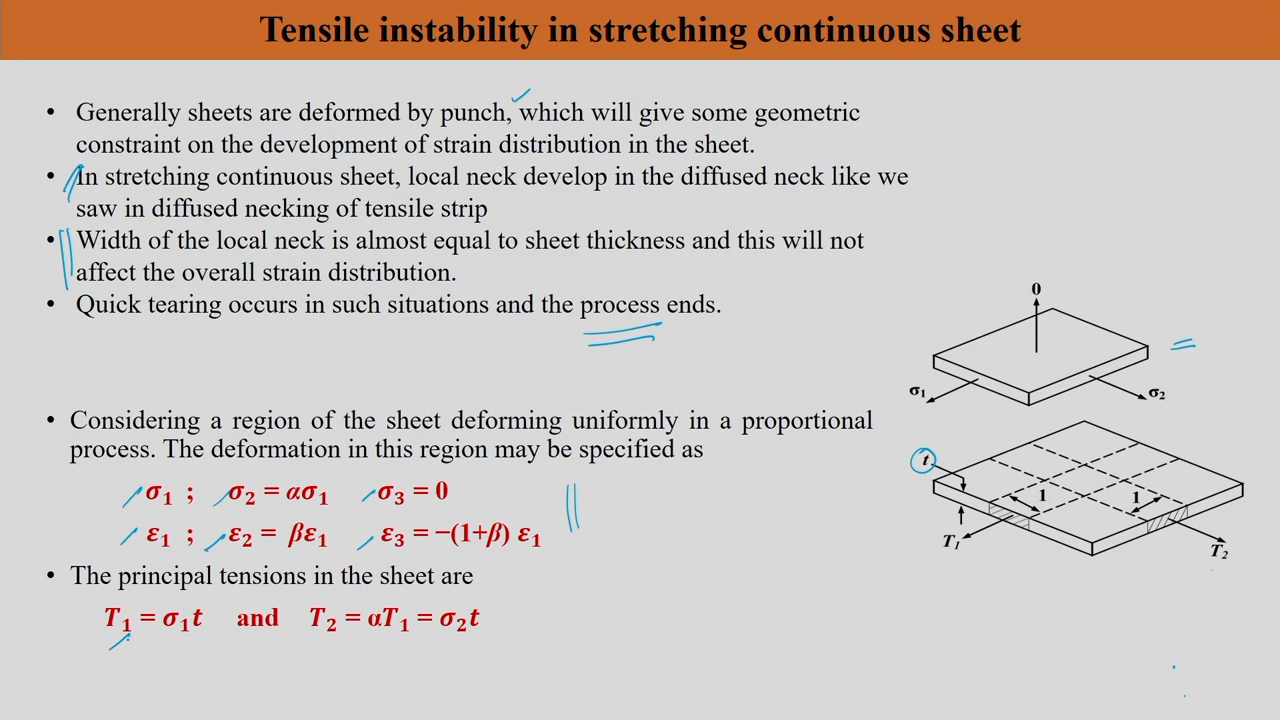 Tensile instability in stretching continuous sheet
• Generally sheets are deformed by punch, which will give some geometric
constraint on the development of strain distribution in the sheet.
• In stretching continuous sheet, local neck develop in the diffused neck like we
saw in diffused necking of tensile strip
• Width of the local neck is almost equal to sheet thickness and this will not
affect the overall strain distribution.
• Quick tearing occurs in such situations and the process ends.
• Considering a region of the sheet deforming uniformly in a proportional
process. The deformation in this region may be specified as
σ₁ ; σ₂ = ασ₁ σ₃ = 0
ε₁ ; ε₂ = βε₁ ε₃ = −(1+β) ε₁
• The principal tensions in the sheet are
T₁ = σ₁t and T₂ = αT₁ = σ₂t
0
σ₁
σ₂
t
1
1
T₁
T₂